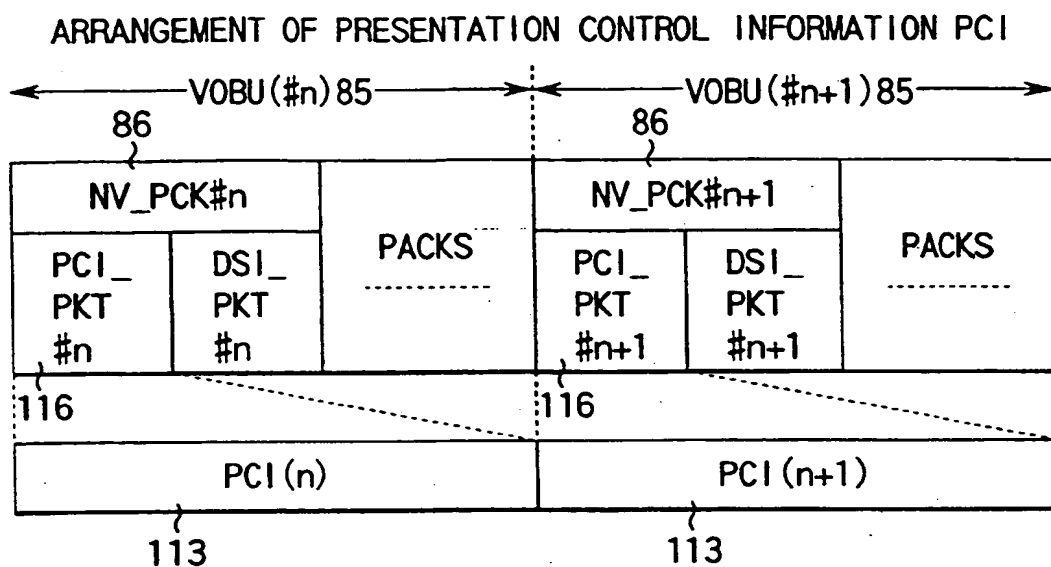 ARRANGEMENT OF PRESENTATION CONTROL INFORMATION PCI
VOBU(#n)85 VOBU(#n+1)85
86 86
NV_PCK#n NV_PCK#n+1
PACKS PACKS
PCI_ DSI_ PCI_ DSI_
PKT PKT PKT PKT
#n #n #n+1 #n+1
116 116
PCI(n) PCI(n+1)
113 113